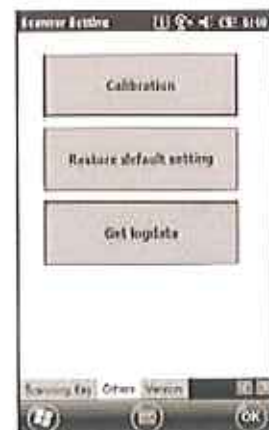 Scanner Setting
Calibration
Restore default setting
Get logdata
Scanning Key Others Version
OK